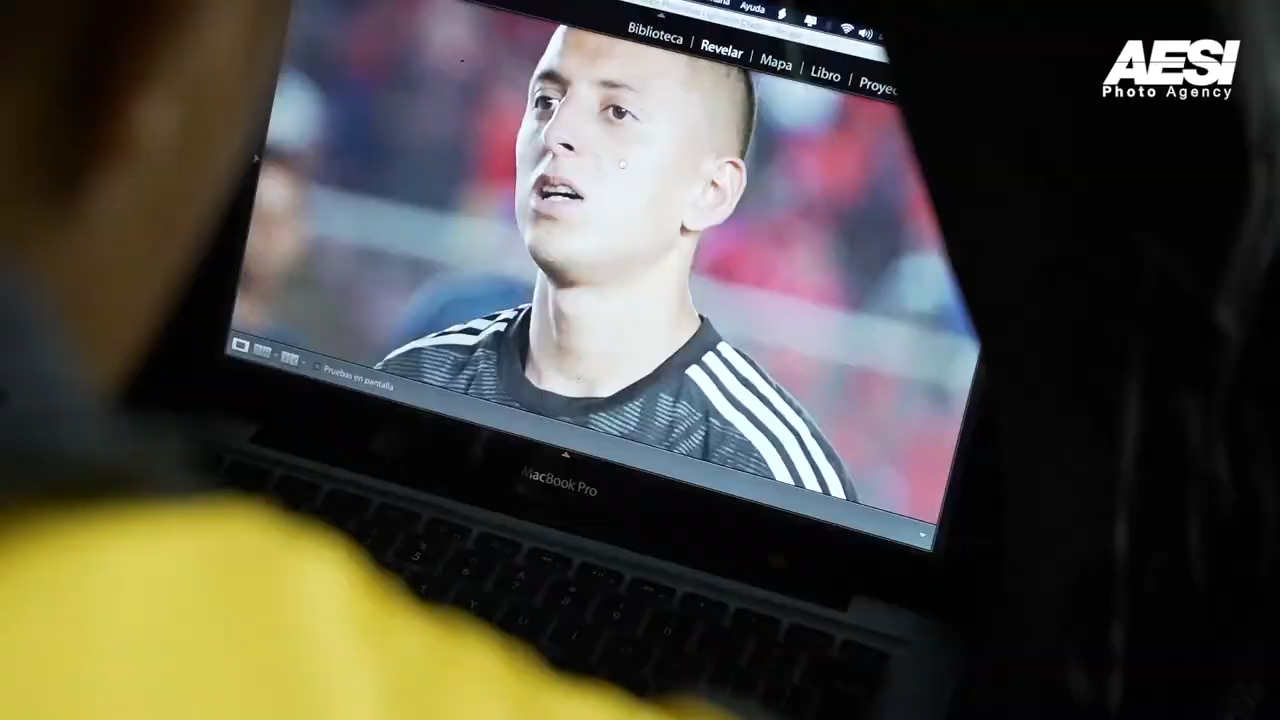 Ayuda
Biblioteca | Revelar | Mapa | Libro | Proyec
AESI
Photo Agency
Pruebas en pantalla
MacBook Pro